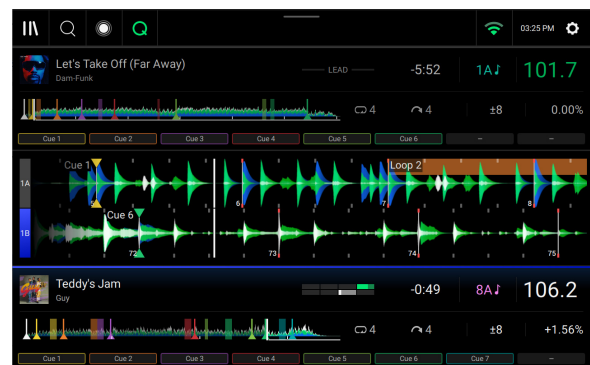 03:25 PM
Let's Take Off (Far Away)
Dam-Funk
LEAD
-5:52
1A
101.7
4
4
±8
0.00%
Cue 1 Cue 2 Cue 3 Cue 4 Cue 5 Cue 6 – –
Cue 1
Loop 2
1A
5
6
7
8
Cue 6
1B
72
73
74
75
Teddy's Jam
Guy
-0:49
8A
106.2
4
4
±8
+1.56%
Cue 1 Cue 2 Cue 3 Cue 4 Cue 5 Cue 6 Cue 7 –